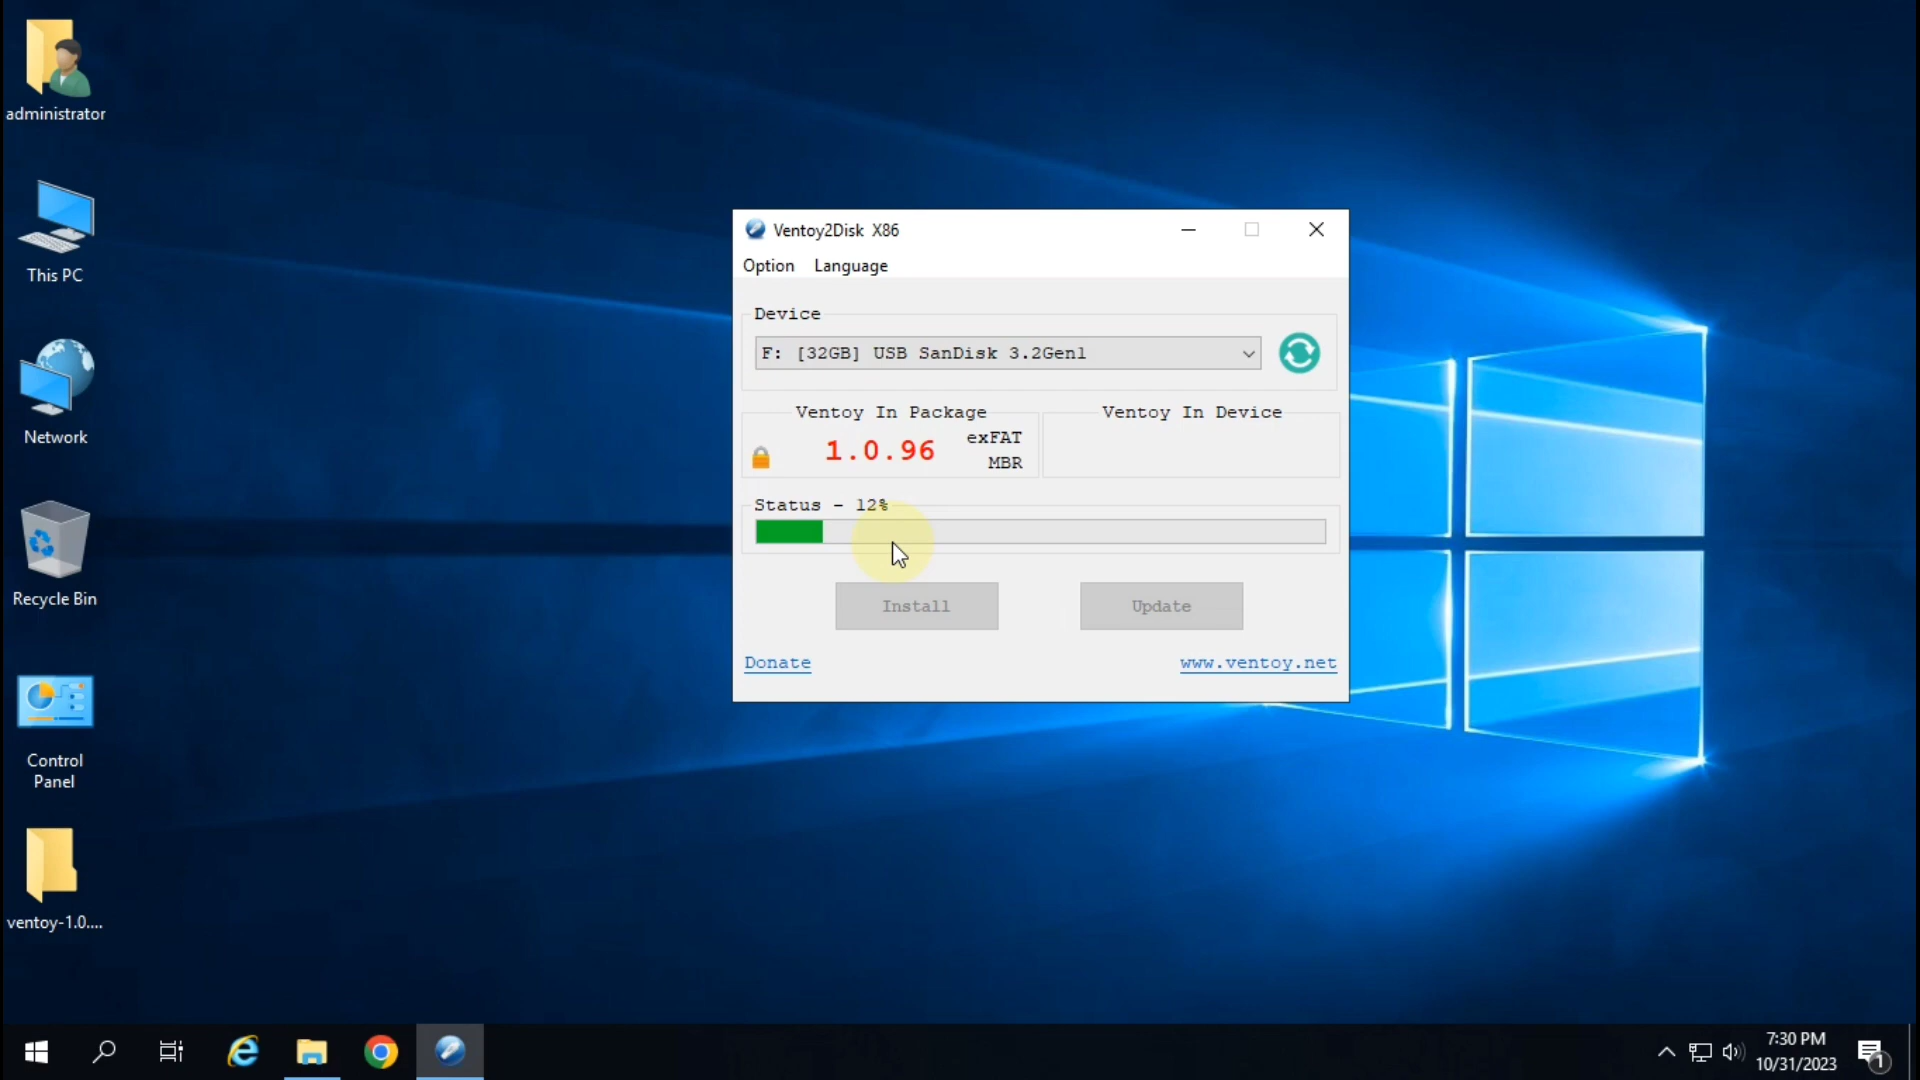 administrator
This PC
Network
Recycle Bin
Control
Panel
ventoy-1.0....
Ventoy2Disk X86
Option Language
Device
F: [32GB] USB SanDisk 3.2Gen1
Ventoy In Package
1.0.96
exFAT
MBR
Ventoy In Device
Status - 12%
Install
Update
Donate
www.ventoy.net
7:30 PM
10/31/2023
1